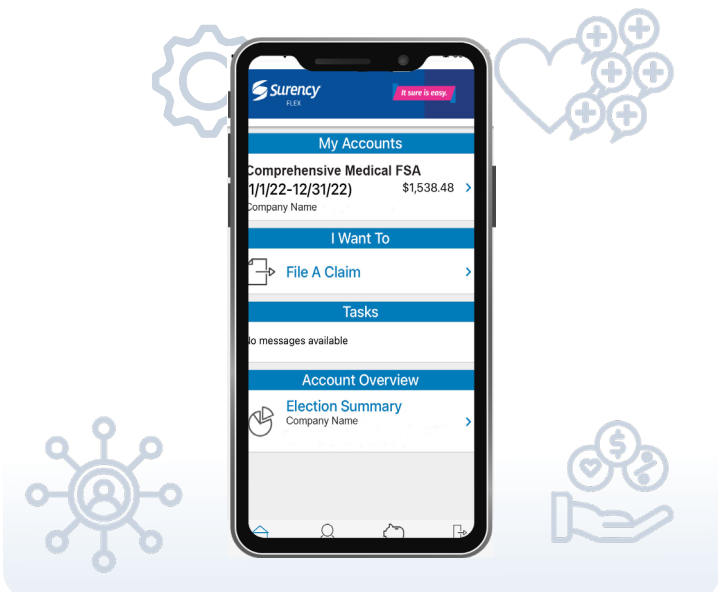 Surency
FLEX
It sure is easy.
My Accounts
Comprehensive Medical FSA
1/1/22-12/31/22)
$1,538.48
Company Name
I Want To
File A Claim
Tasks
No messages available
Account Overview
Election Summary
Company Name
$